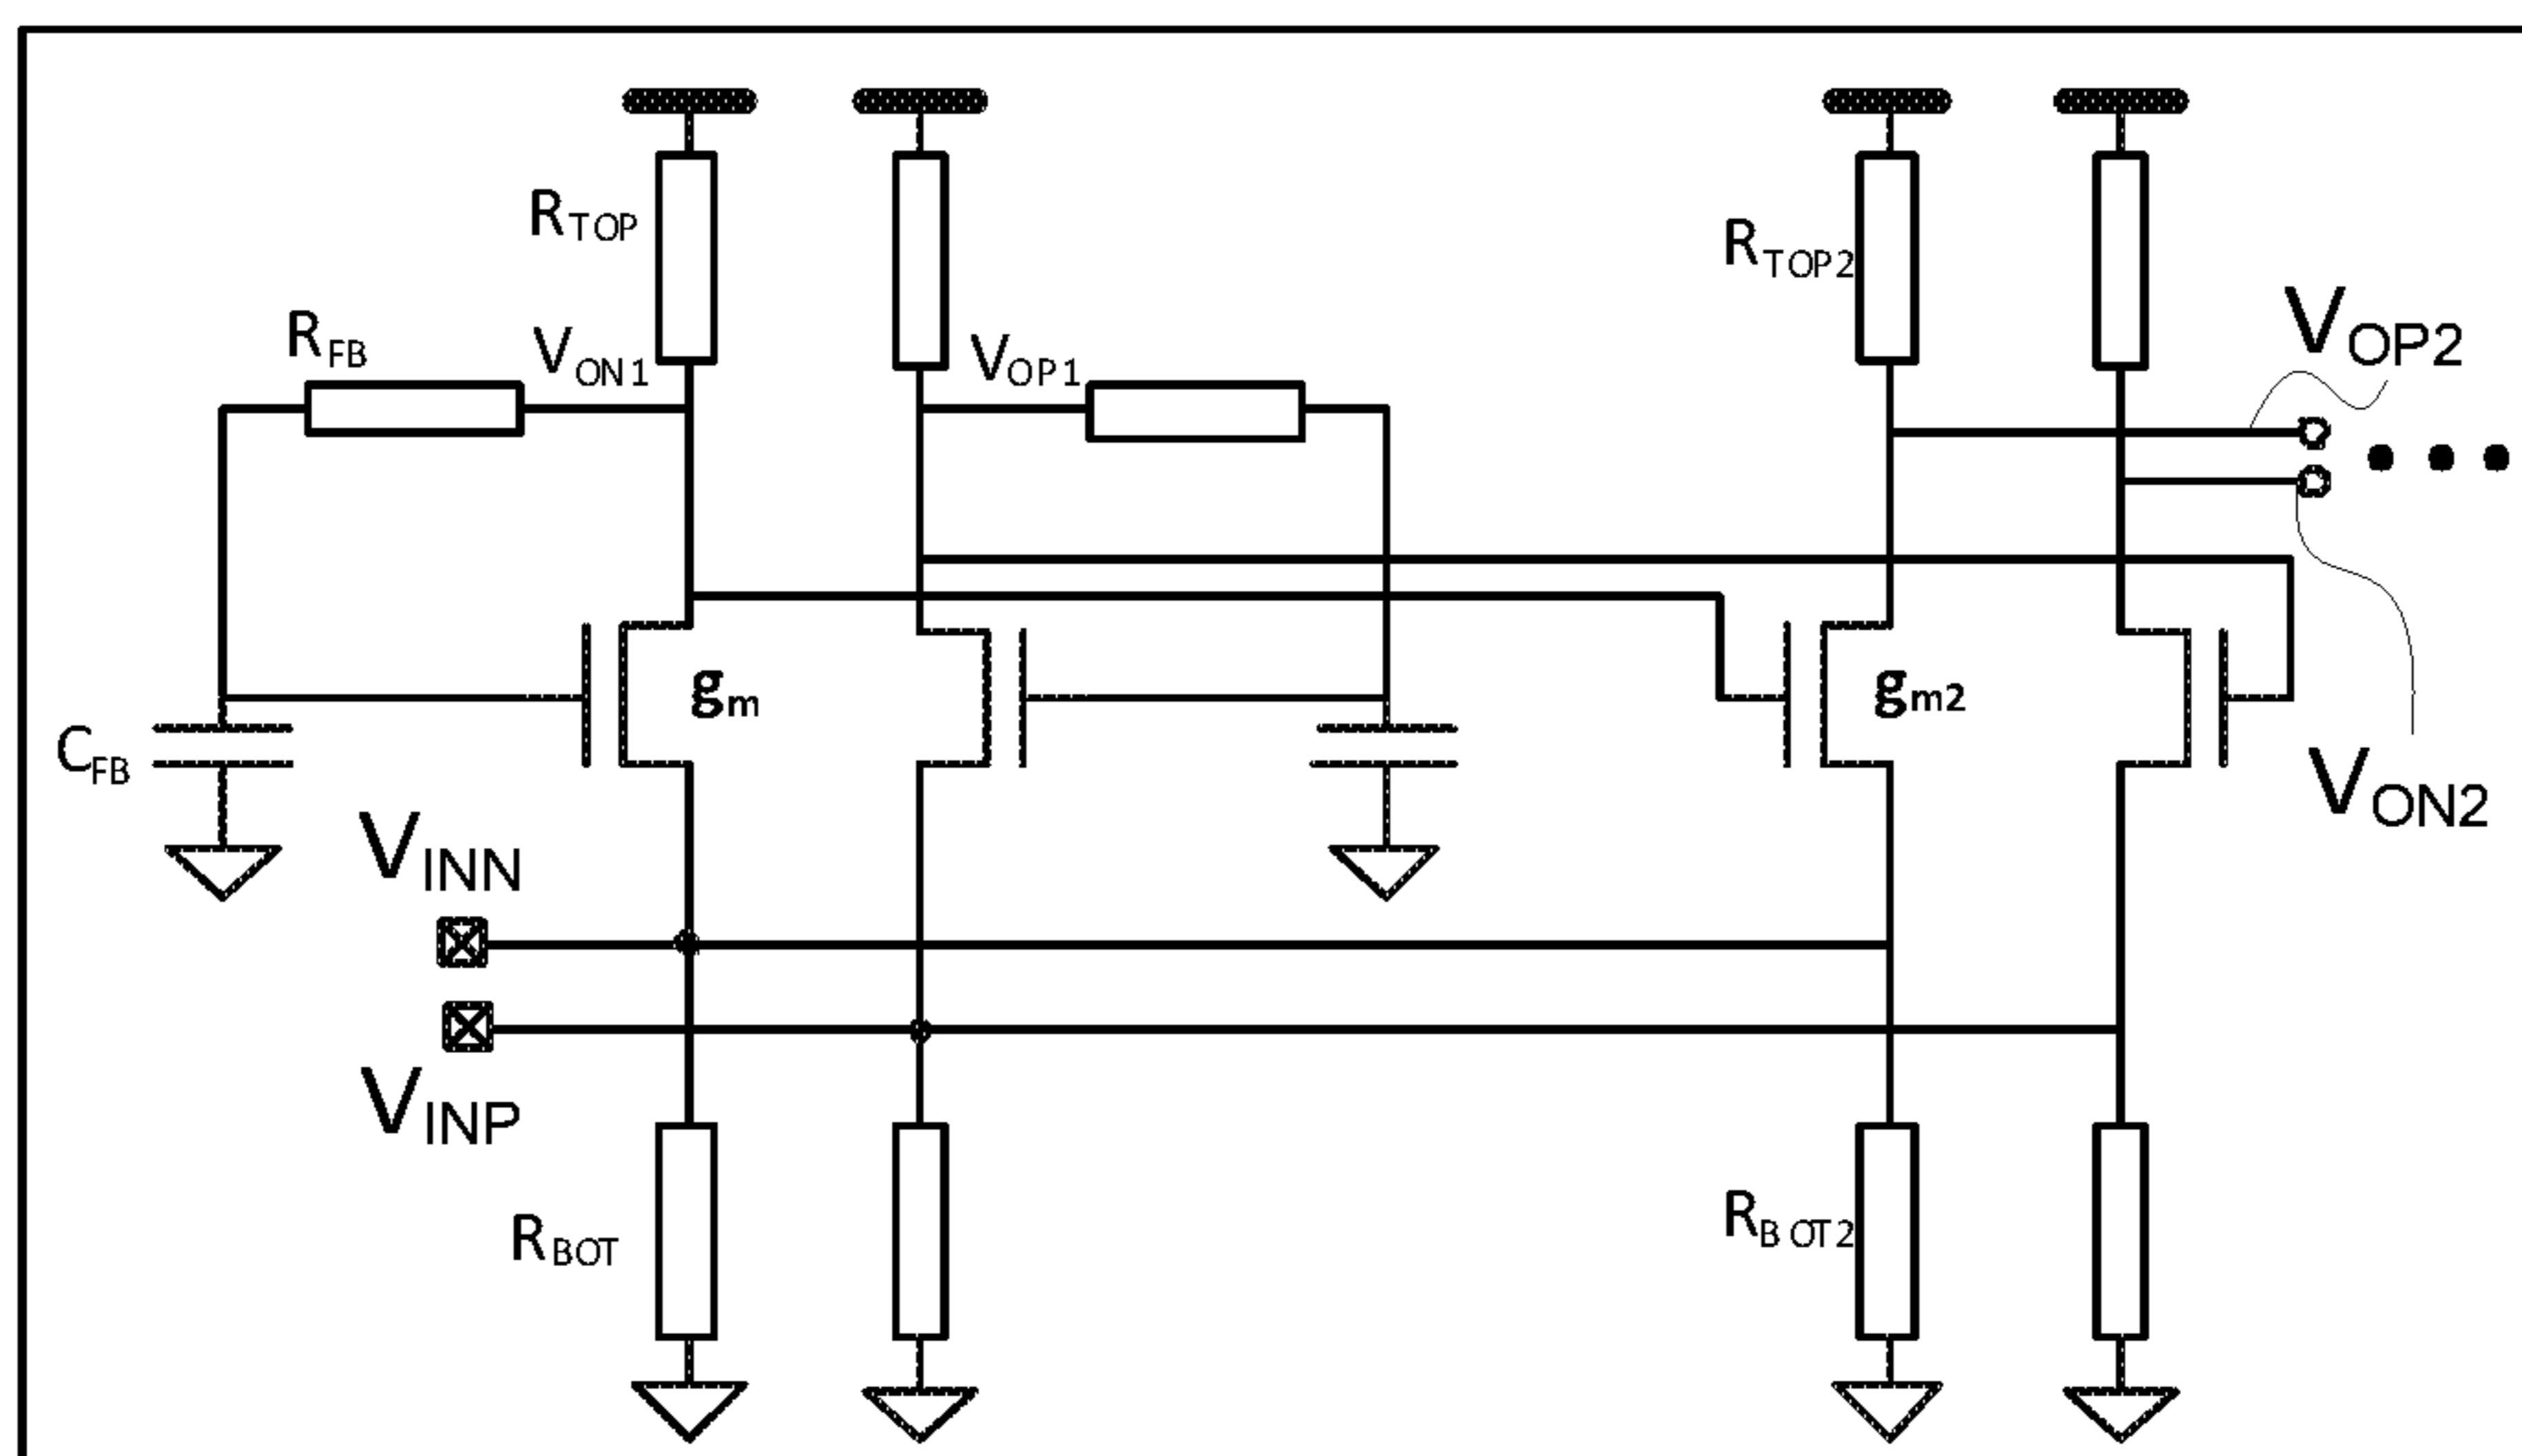 RTOP
RTOP2
RFB
VON1
VOP1
VOP2
gm
gm2
CFB
VON2
VINN
VINP
RBOT
RBOT2